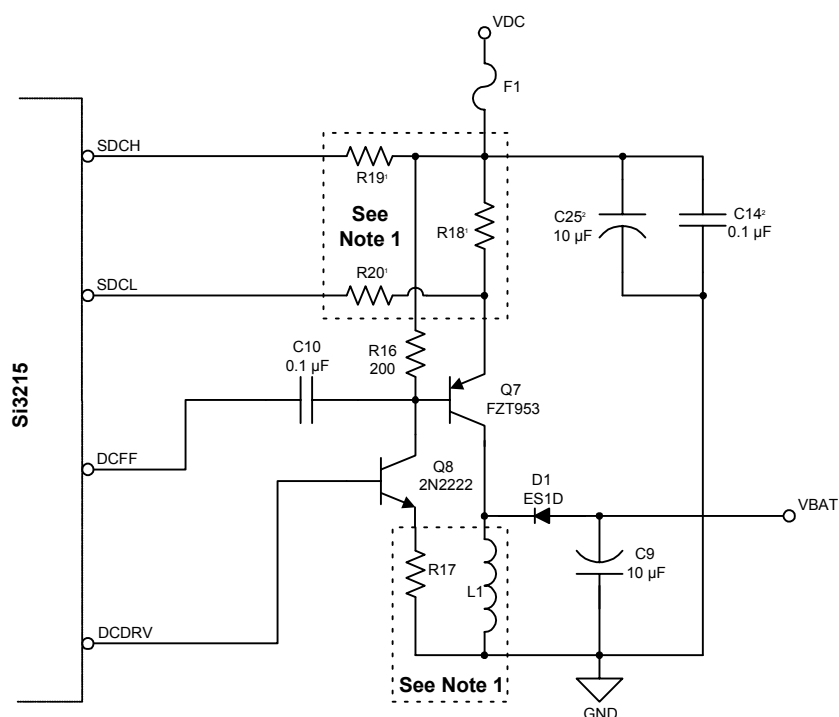 VDC
F1
SDCH
R19¹
See
Note 1
R18¹
C25²
10 µF
C14²
0.1 µF
SDCL
R20¹
C10
0.1 µF
R16
200
Q7
FZT953
Si3215
DCFF
Q8
2N2222
D1
ES1D
VBAT
R17
L1
C9
10 µF
DCDRV
See Note 1
GND